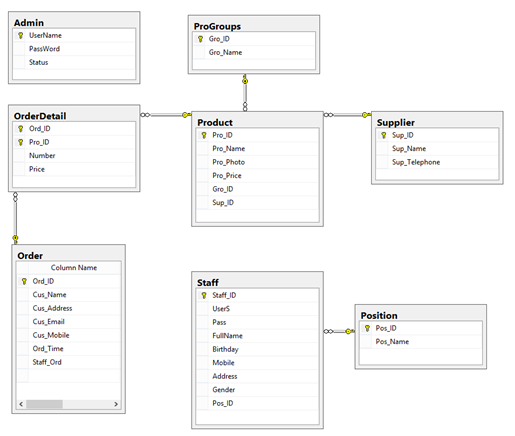 Admin
UserName
PassWord
Status
ProGroups
Gro_ID
Gro_Name
OrderDetail
Ord_ID
Pro_ID
Number
Price
Product
Pro_ID
Pro_Name
Pro_Photo
Pro_Price
Gro_ID
Sup_ID
Supplier
Sup_ID
Sup_Name
Sup_Telephone
Order
Column Name
Ord_ID
Cus_Name
Cus_Address
Cus_Email
Cus_Mobile
Ord_Time
Staff_Ord
Staff
Staff_ID
UserS
Pass
FullName
Birthday
Mobile
Address
Gender
Pos_ID
Position
Pos_ID
Pos_Name